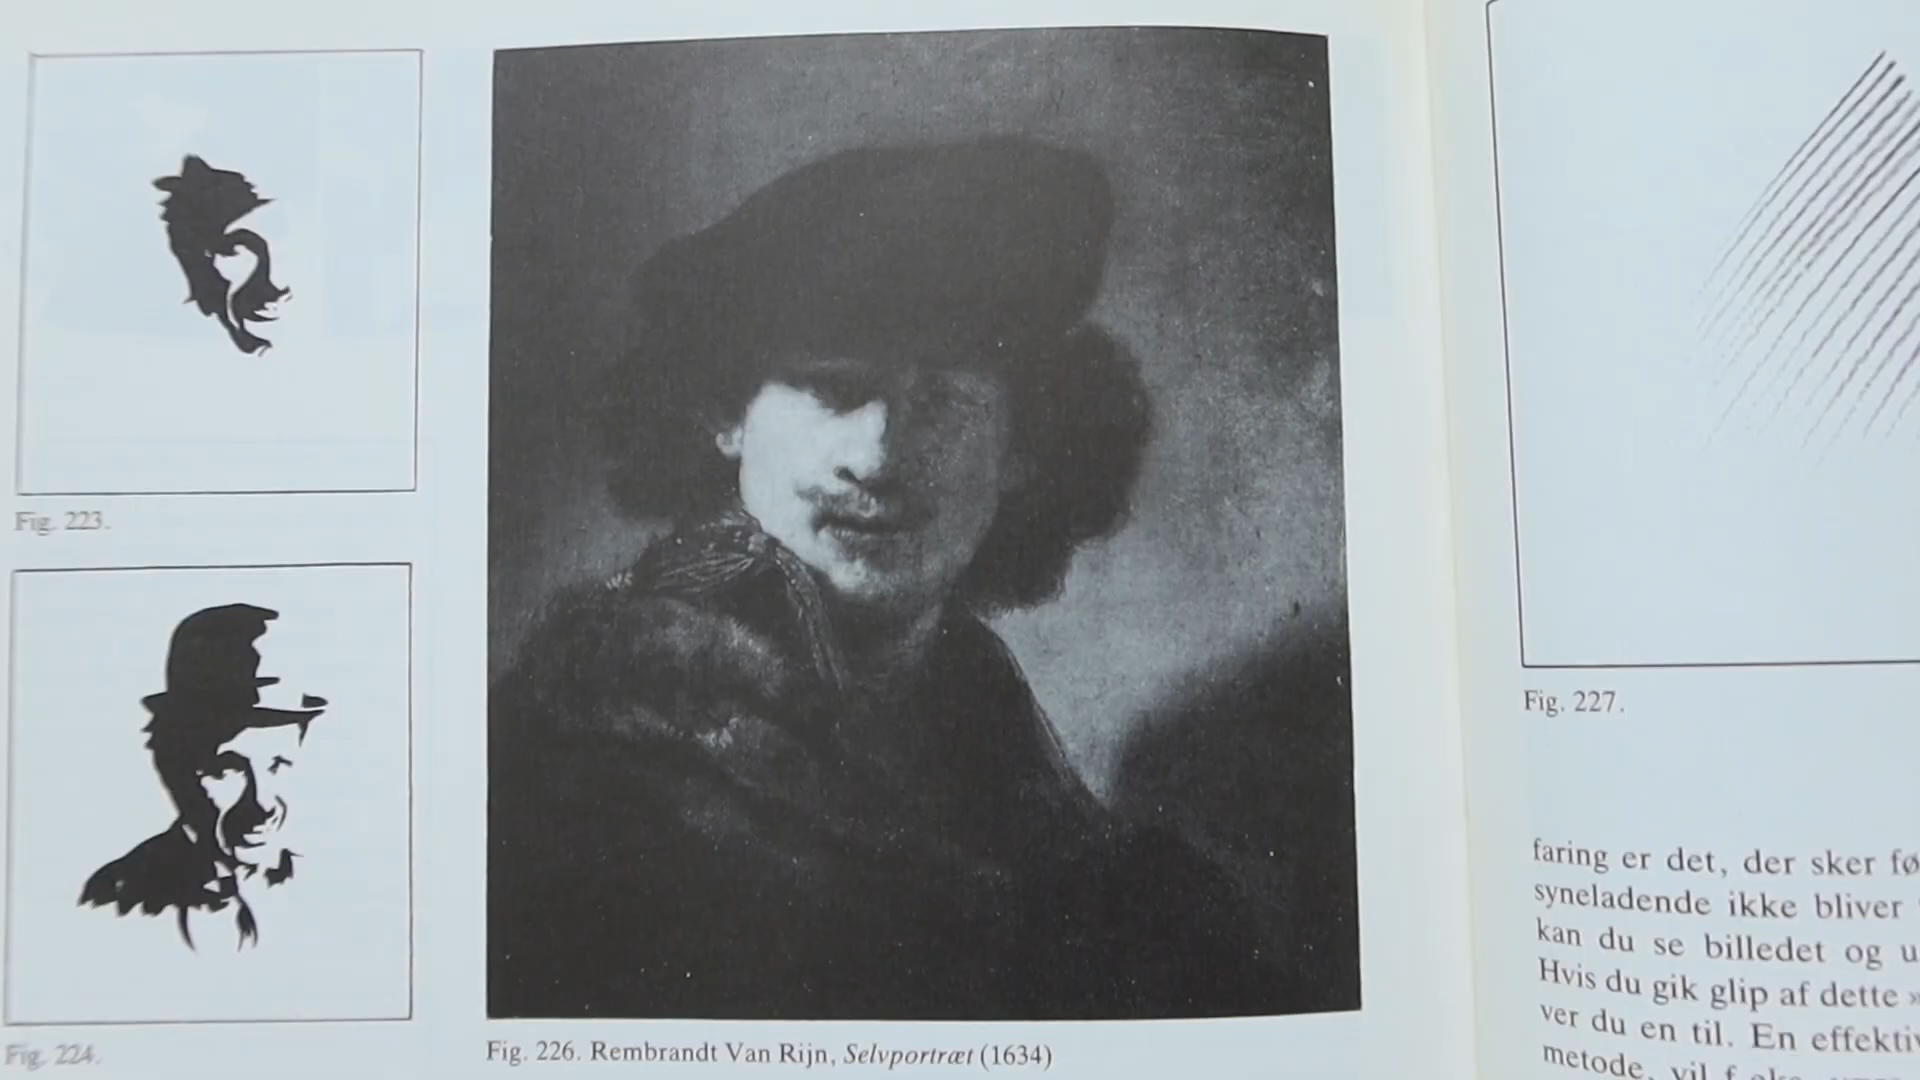 Fig. 223.
Fig. 224.
Fig. 226. Rembrandt Van Rijn, Selvportræt (1634)
Fig. 227.
faring er det, der sker
syneladende ikke bliver
kan du se billedet og
Hvis du gik glip af dette »
ver du en til. En
metode, vil